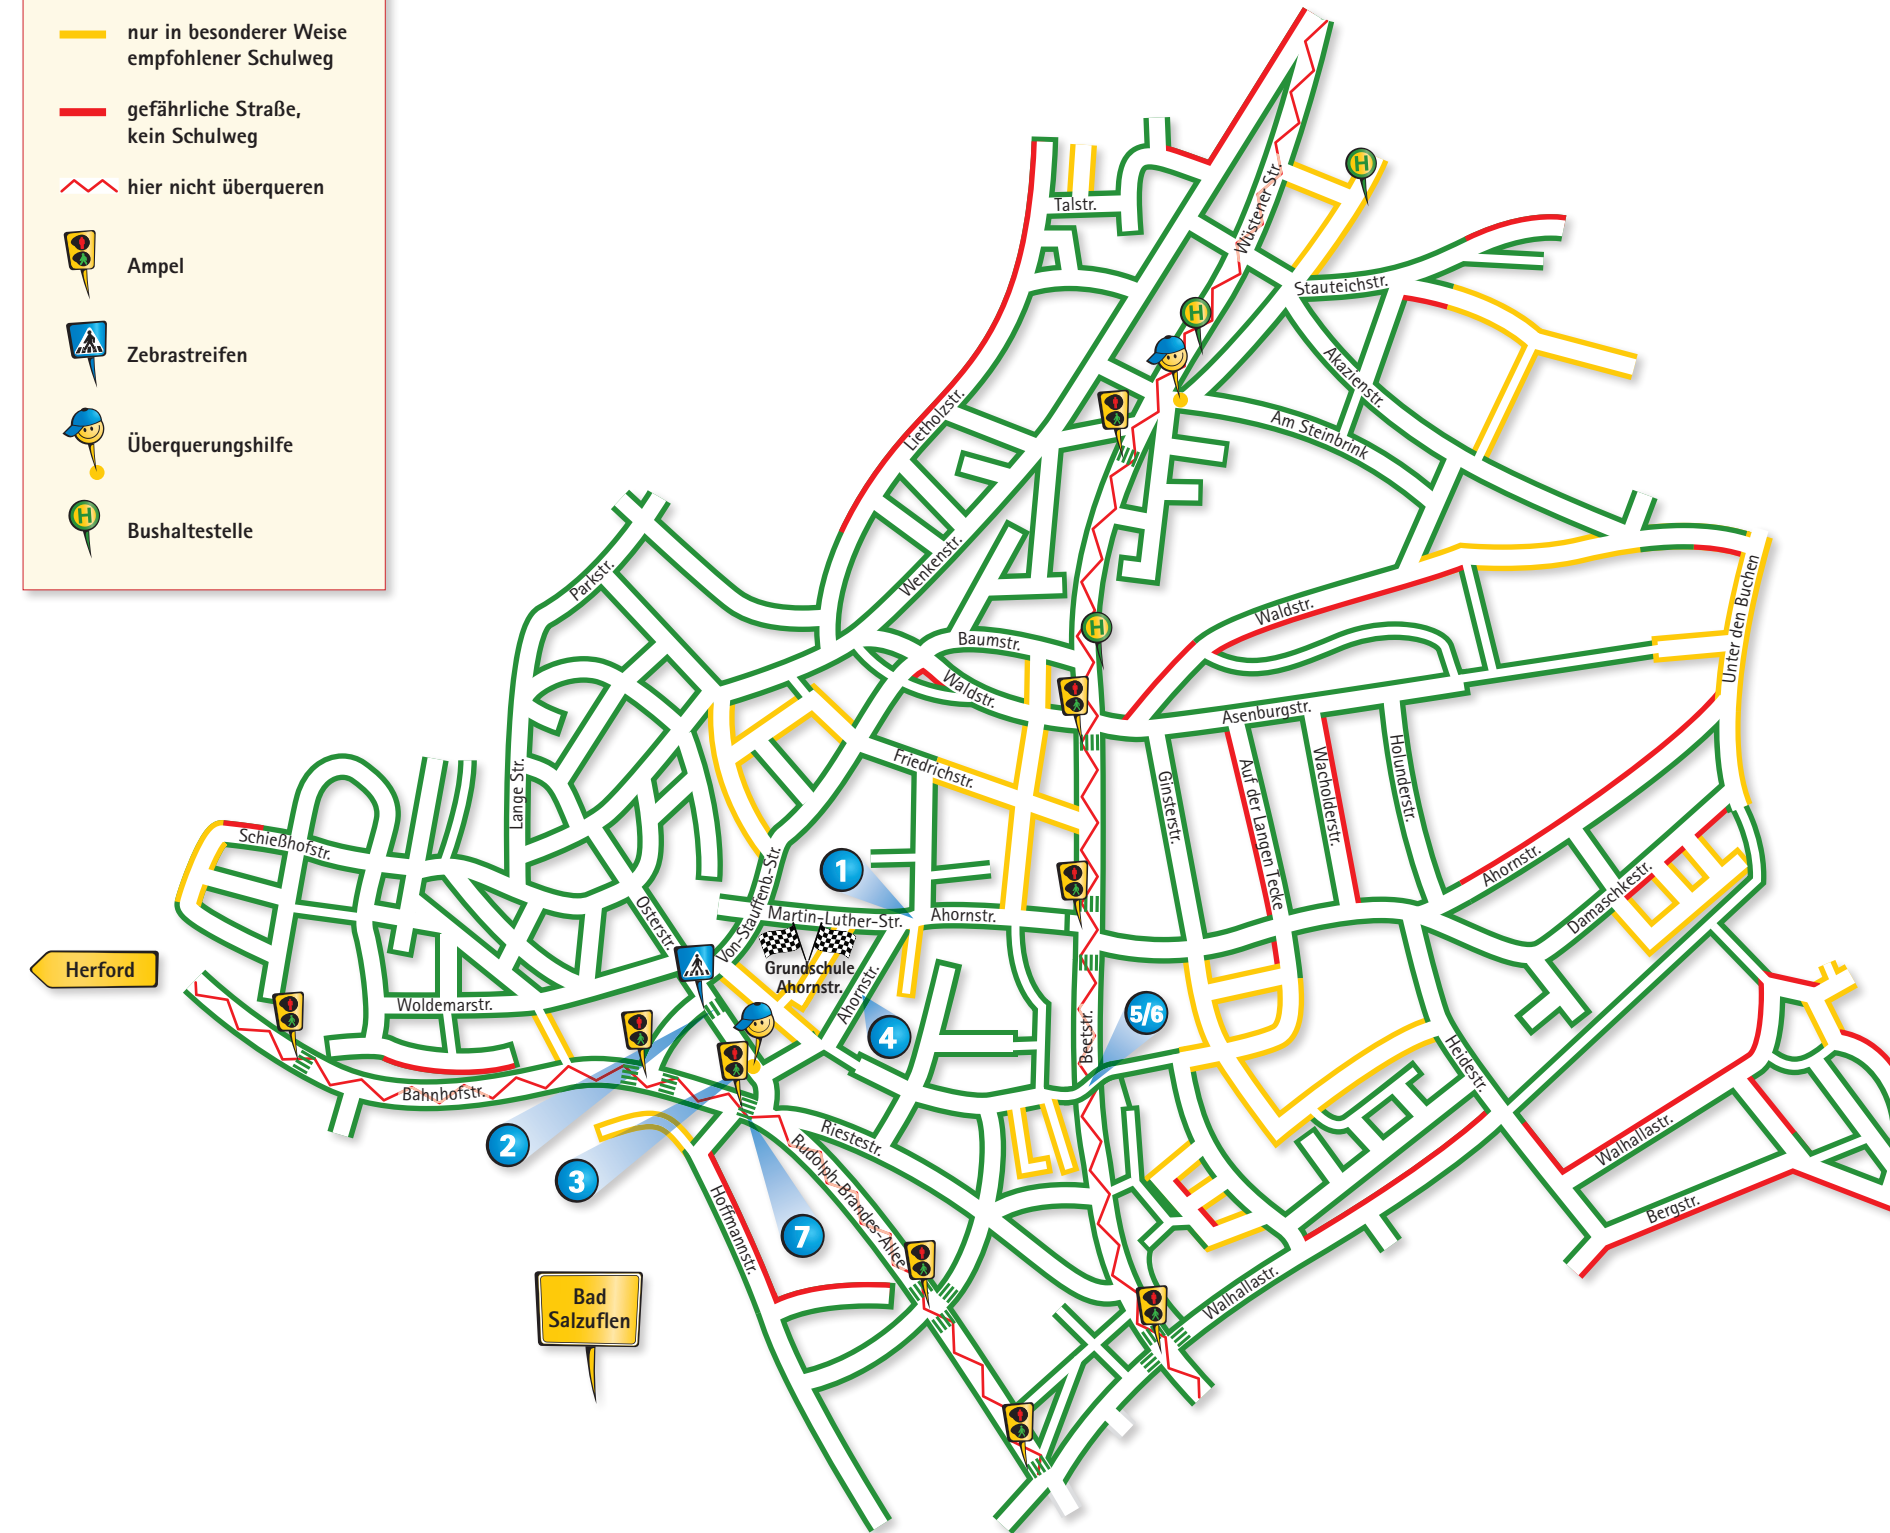 nur in besonderer Weise
empfohlener Schulweg
gefährliche Straße,
kein Schulweg
hier nicht überqueren
Ampel
Zebrastreifen
Überquerungshilfe
H
Bushaltestelle
H
Talstr.
Wüstener Str.
Stauteichstr.
H
Akazienstr.
Lietholzstr.
Am Steinbrink
Wenkenstr.
Parkstr.
Waldstr.
Unter den Buchen
H
Baumstr.
Waldstr.
Asenburgstr.
Friedrichstr.
Lange Str.
Ginsterstr.
Auf der Langen Tecke
Wacholderstr.
Holunderstr.
Schießhofstr.
1
Ahornstr.
Damaschkestr.
Osterstr.
Von-Stauffenb.-Str.
Martin-Luther-Str.
Ahornstr.
Grundschule
Ahornstr.
Herford
Woldemarstr.
Ahornstr.
4
5/6
Beetstr.
Heidestr.
Bahnhofstr.
2
3
Riestestr.
Rudolph-Brandes-Allee
Walhallastr.
Hoffmannstr.
7
Bergstr.
Bad
Salzuflen
Walhallastr.